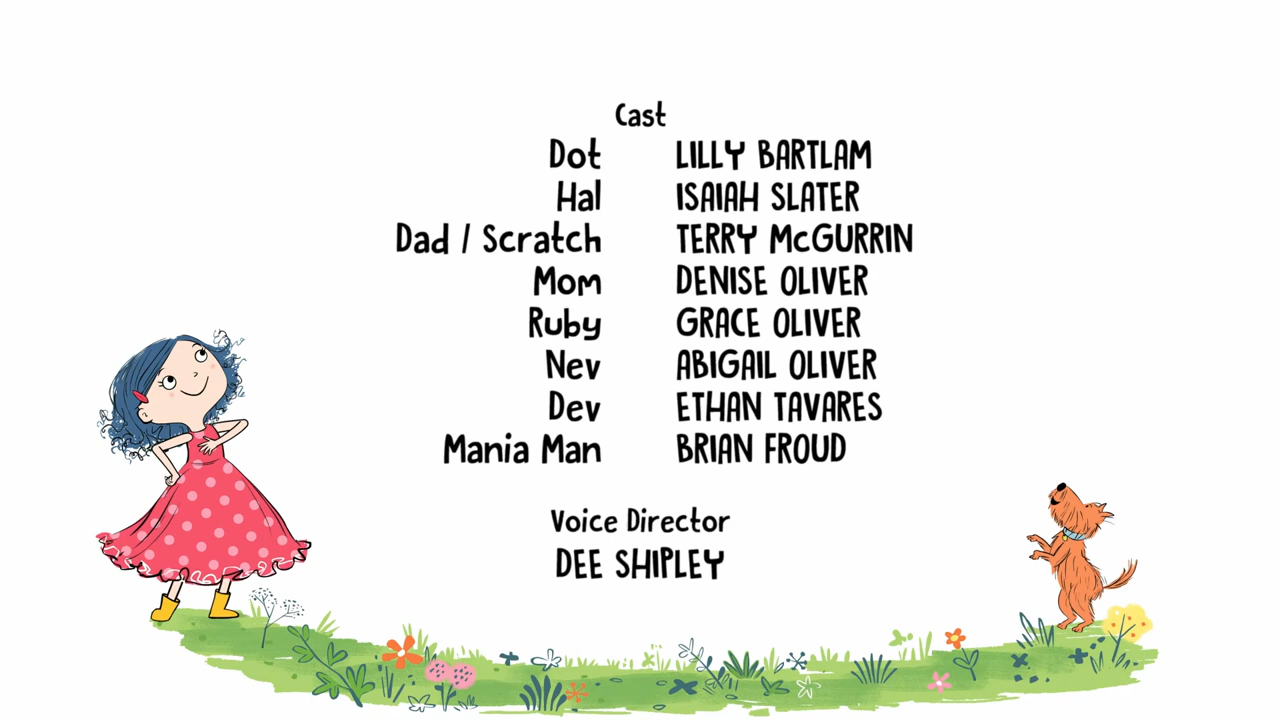 Cast
Dot LILLY BARTLAM
Hal ISAIAH SLATER
Dad / Scratch TERRY McGURRIN
Mom DENISE OLIVER
Ruby GRACE OLIVER
Nev ABIGAIL OLIVER
Dev ETHAN TAVARES
Mania Man BRIAN FROUD
Voice Director
DEE SHIPLEY